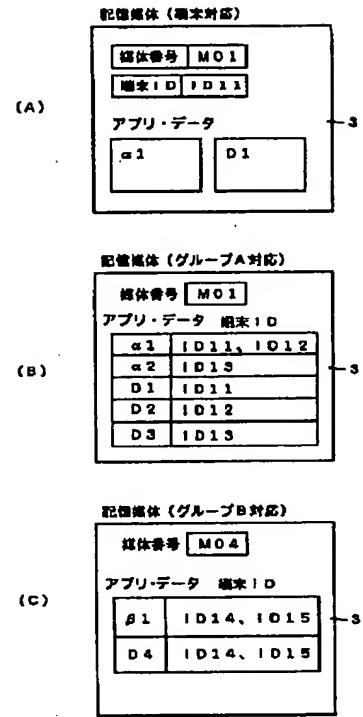 記憶媒体（端末対応）
媒体番号 M01
端末ID ID11
(A)
アプリ・データ
α1 D1
3
記憶媒体（グループA対応）
媒体番号 M01
アプリ・データ 端末ID
α1 ID11、ID12
α2 ID13
(B)
3
D1 ID11
D2 ID12
D3 ID13
記憶媒体（グループB対応）
媒体番号 M04
アプリ・データ 端末ID
(C)
β1 ID14、ID15
3
D4 ID14、ID15